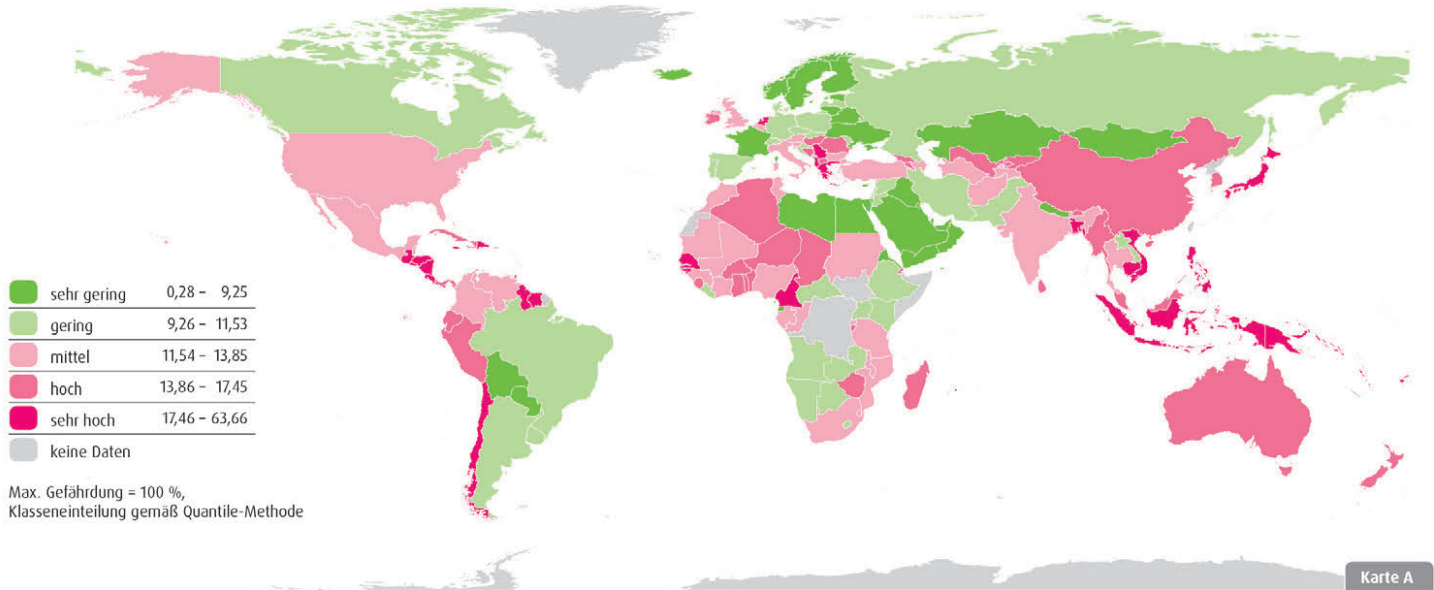 sehr gering 0,28 – 9,25
gering 9,26 – 11,53
mittel 11,54 – 13,85
hoch 13,86 – 17,45
sehr hoch 17,46 – 63,66
keine Daten
Max. Gefährdung = 100 %,
Klasseneinteilung gemäß Quantile-Methode
Karte A